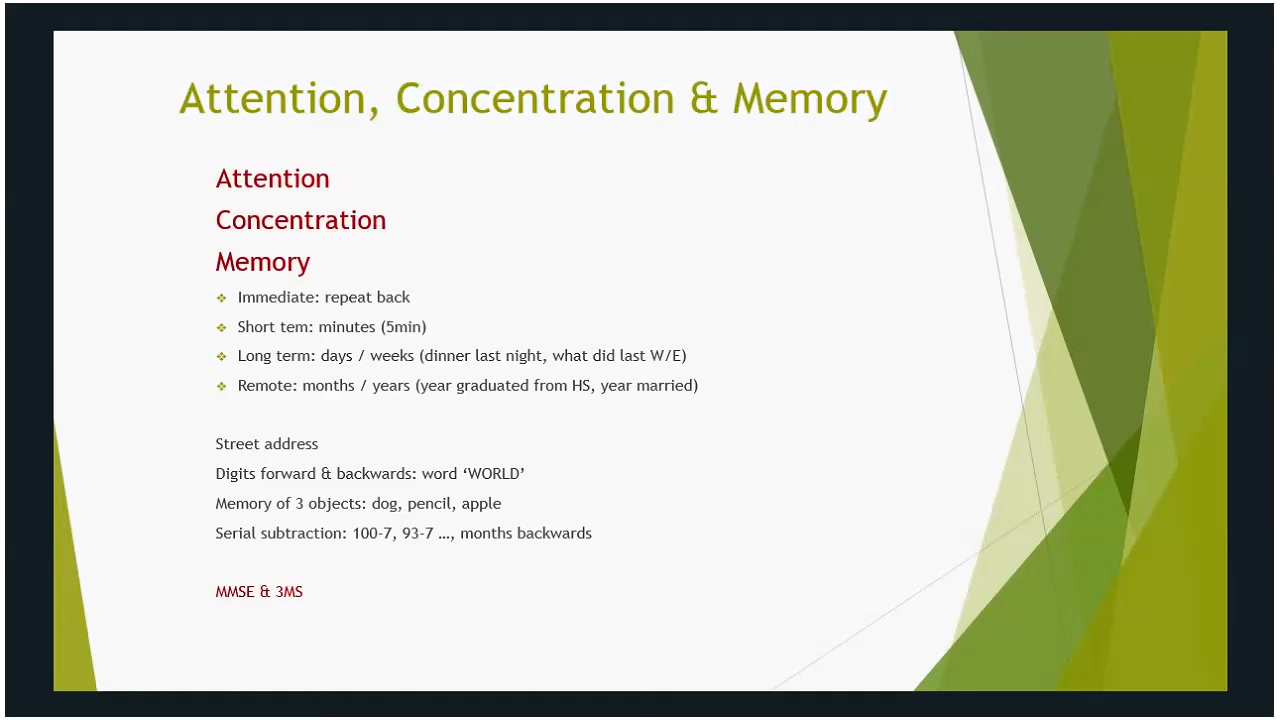 Attention, Concentration & Memory
Attention
Concentration
Memory
Immediate: repeat back
Short tem: minutes (5min)
Long term: days / weeks (dinner last night, what did last W/E)
Remote: months / years (year graduated from HS, year married)
Street address
Digits forward & backwards: word ‘WORLD’
Memory of 3 objects: dog, pencil, apple
Serial subtraction: 100-7, 93-7 …, months backwards
MMSE & 3MS